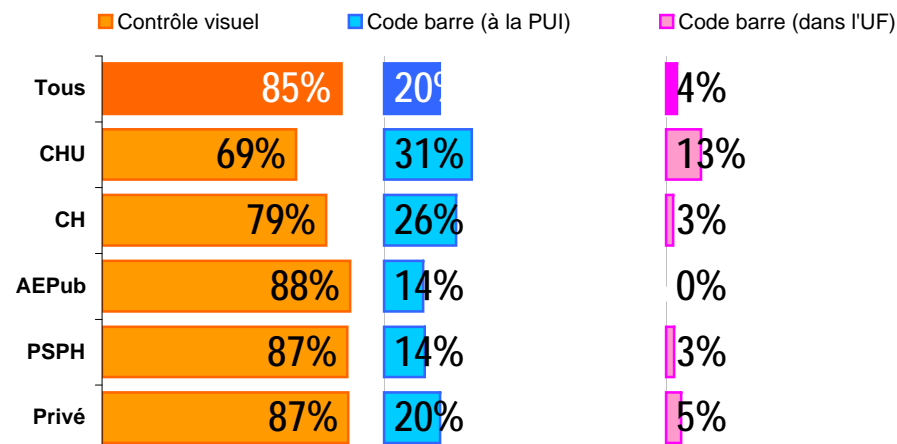 Contrôle visuel Code barre (à la PUI) Code barre (dans l'UF)
Tous 85% 20% 4%
CHU 69% 31% 13%
CH 79% 26% 3%
AEPub 88% 14% 0%
PSPH 87% 14% 3%
Privé 87% 20% 5%